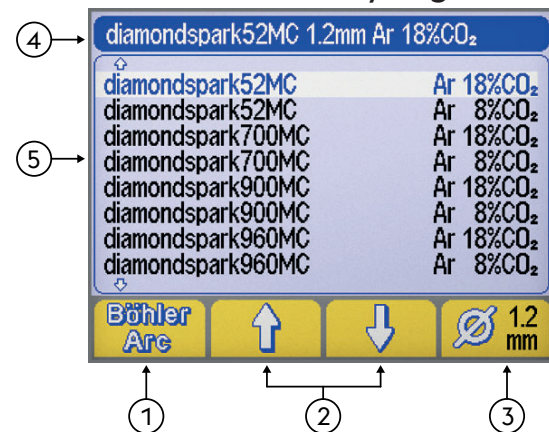 4
diamondspark52MC 1.2mm Ar 18%CO₂
5
diamondspark52MC Ar 18%CO₂
diamondspark52MC Ar 8%CO₂
diamondspark700MC Ar 18%CO₂
diamondspark700MC Ar 8%CO₂
diamondspark900MC Ar 18%CO₂
diamondspark900MC Ar 8%CO₂
diamondspark960MC Ar 18%CO₂
diamondspark960MC Ar 8%CO₂
Böhler
Arc
1.2
mm
1 2 3